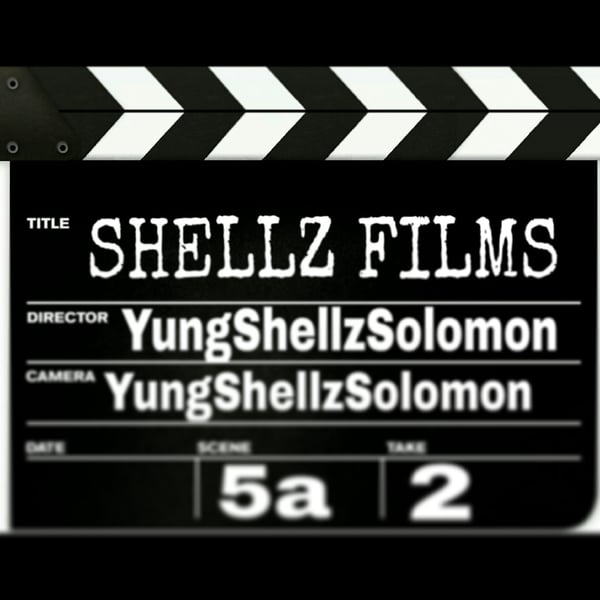 TITLE SHELLZ FILMS
DIRECTOR YungShellzSolomon
CAMERA YungShellzSolomon
DATE SCENE TAKE
5a 2